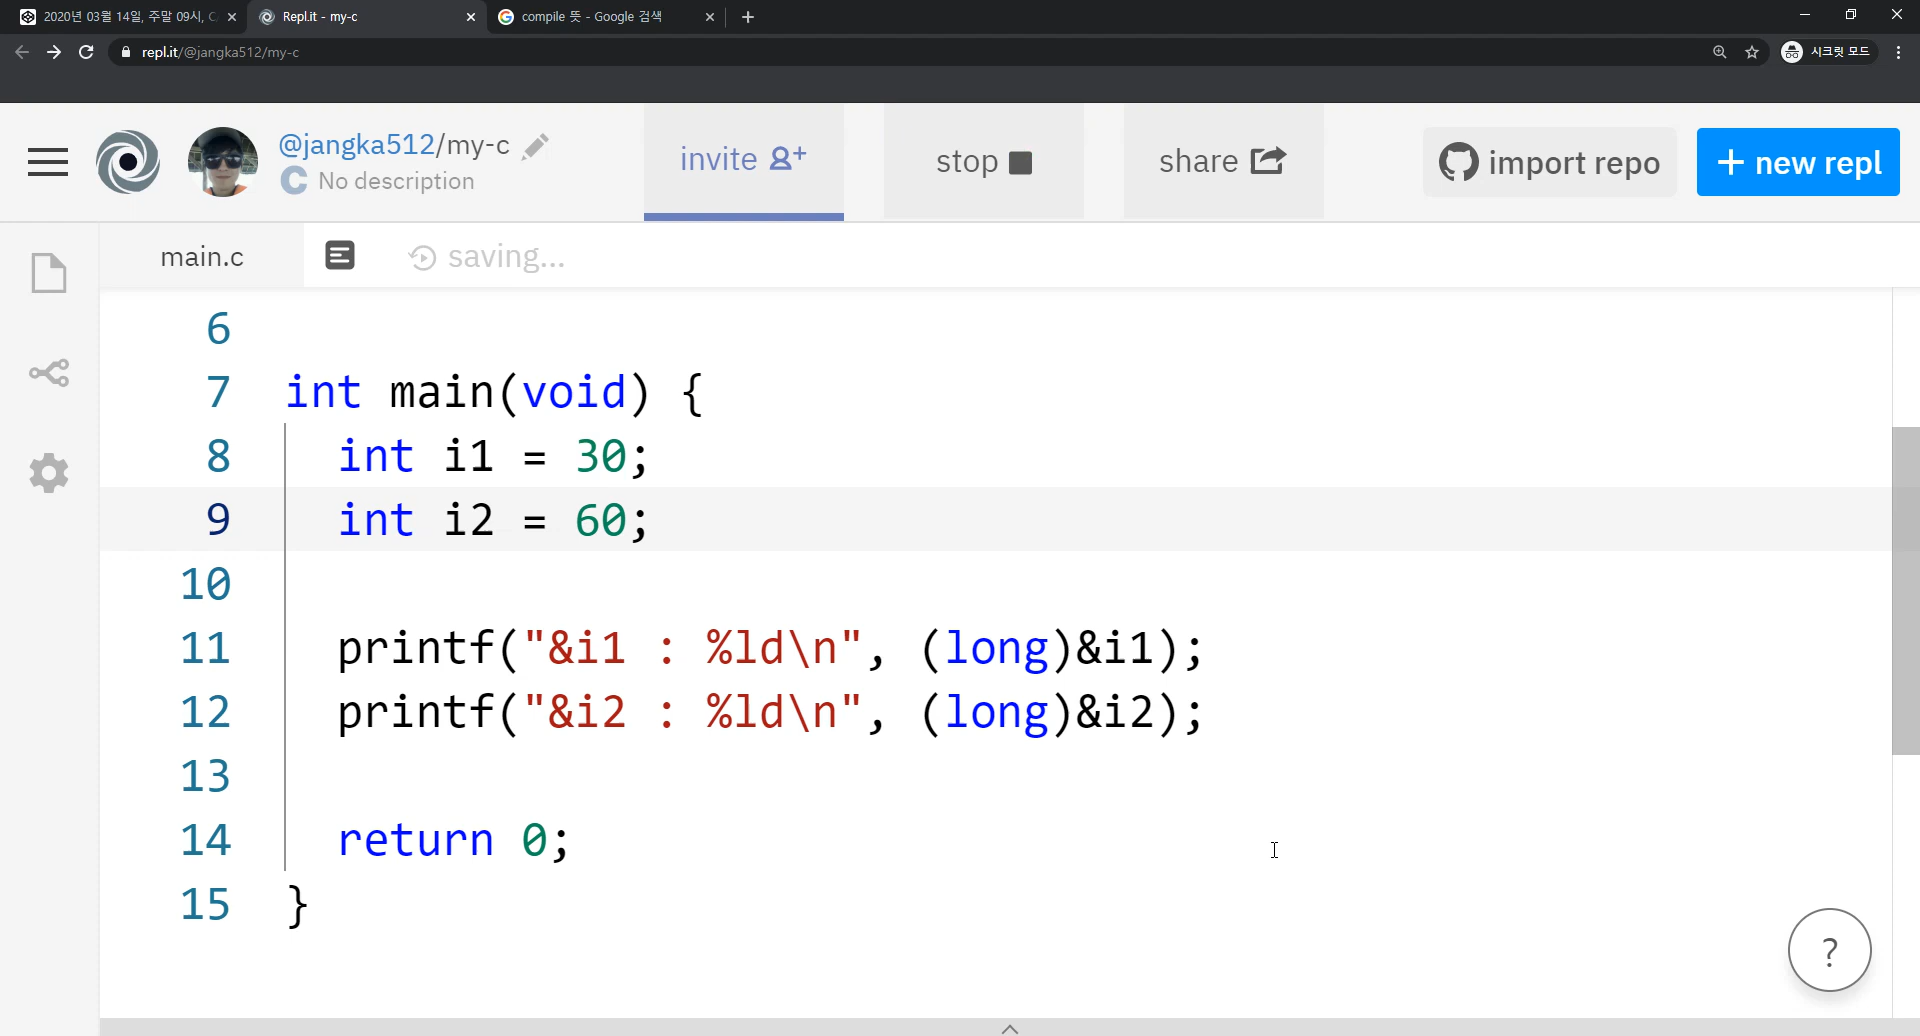 2020년 03월 14일, 주말 09시, C
Repl.it - my-c
compile 뜻 - Google 검색
repl.it/@jangka512/my-c
시크릿 모드
@jangka512/my-c
C No description
invite
stop
share
import repo
+ new repl
main.c
saving...
6
7 int main(void) {
8 int i1 = 30;
9 int i2 = 60;
10
11 printf("&i1 : %ld\n", (long)&i1);
12 printf("&i2 : %ld\n", (long)&i2);
13
14 return 0;
15 }
?